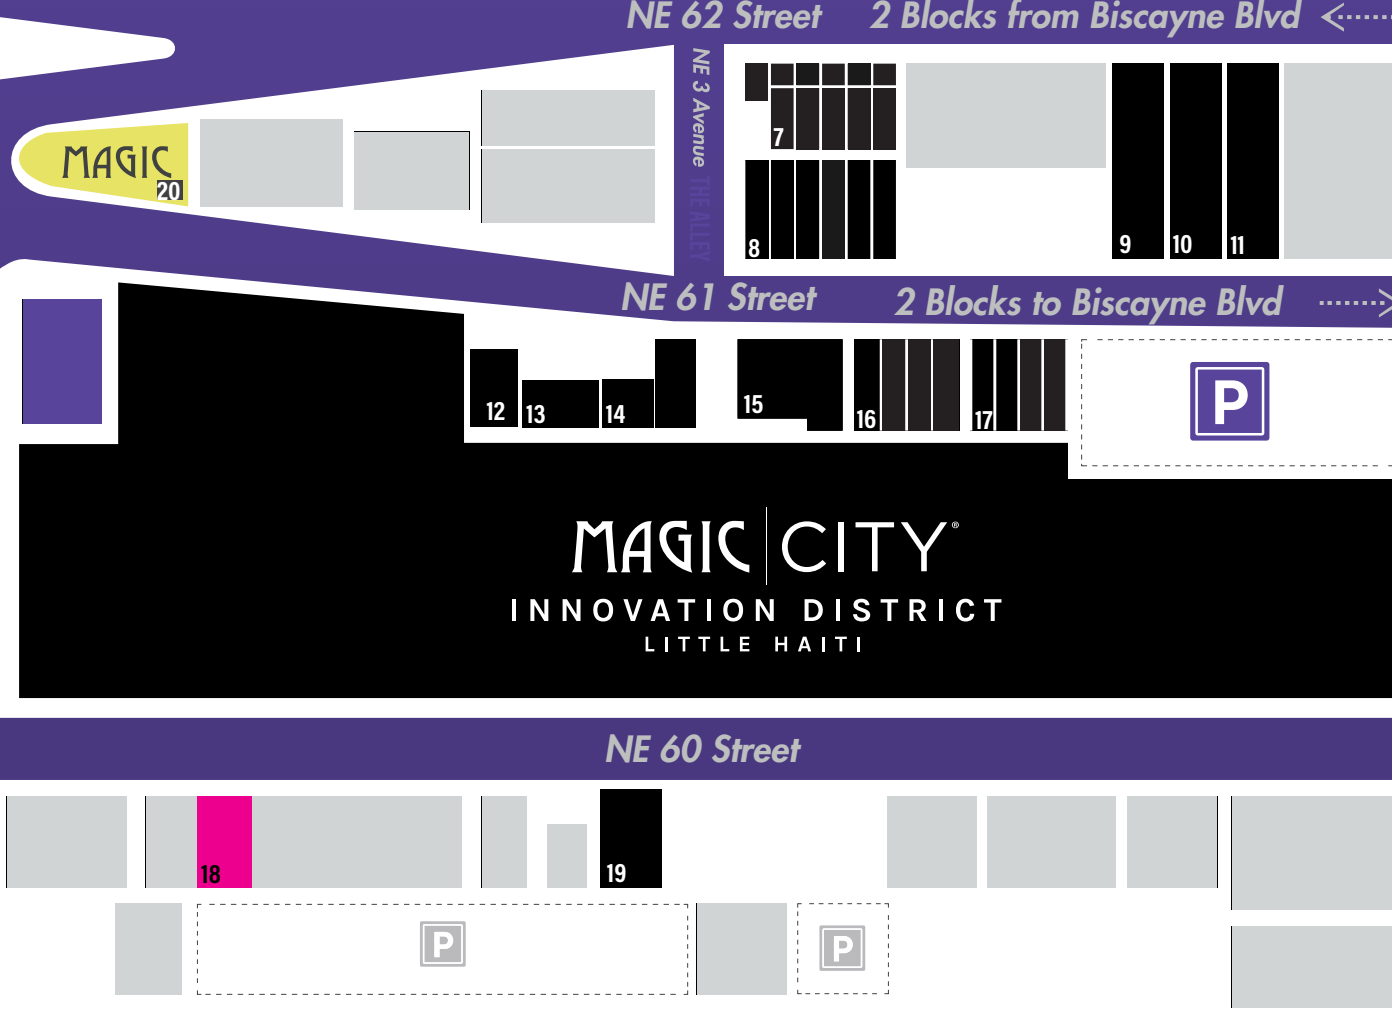 NE 62 Street 2 Blocks from Biscayne Blvd
NE 3 Avenue THE ALLEY
MAGIC
20
7
8
9
10
11
NE 61 Street 2 Blocks to Biscayne Blvd
12
13
14
15
16
17
P
MAGIC | CITY®
INNOVATION DISTRICT
LITTLE HAITI
NE 60 Street
18
19
P
P